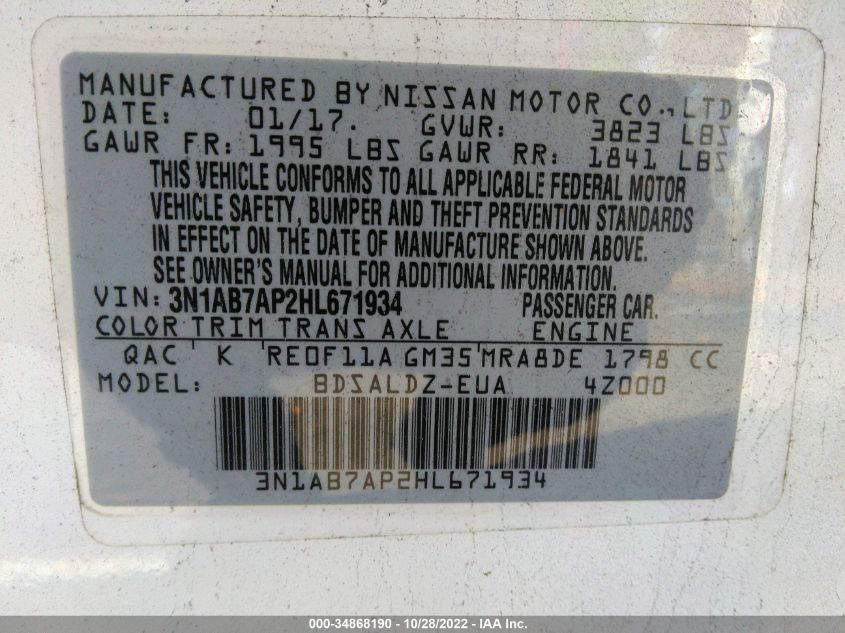 MANUFACTURED BY NISSAN MOTOR CO., LTD
DATE: 01/17. GVWR: 3823 LBS
GAWR FR: 1995 LBS GAWR RR: 1841 LBS
THIS VEHICLE CONFORMS TO ALL APPLICABLE FEDERAL MOTOR
VEHICLE SAFETY, BUMPER AND THEFT PREVENTION STANDARDS
IN EFFECT ON THE DATE OF MANUFACTURE SHOWN ABOVE.
SEE OWNER'S MANUAL FOR ADDITIONAL INFORMATION.
VIN: 3N1AB7AP2HL671934 PASSENGER CAR.
COLOR TRIM TRANS AXLE ENGINE
QAC K RE0F11A GM35 MRA8DE 1798 CC
MODEL: BDSALDZ-EUA 4Z000
3N1AB7AP2HL671934
000-34868190 - 10/28/2022 - IAA Inc.